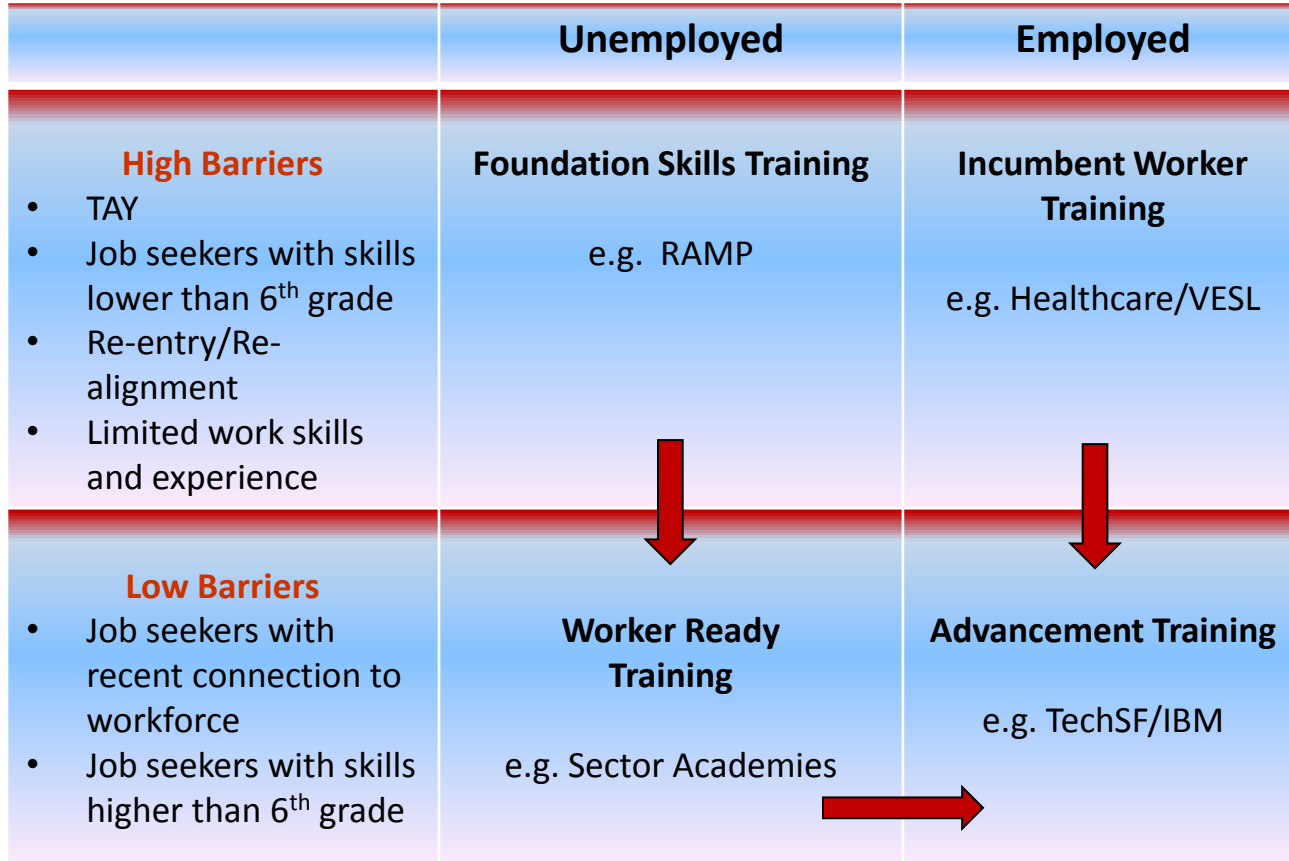 Unemployed
Employed
High Barriers
• TAY
• Job seekers with skills
lower than 6th grade
• Re-entry/Re-
alignment
• Limited work skills
and experience
Foundation Skills Training
e.g. RAMP
Incumbent Worker
Training
e.g. Healthcare/VESL
Low Barriers
• Job seekers with
recent connection to
workforce
• Job seekers with skills
higher than 6th grade
Worker Ready
Training
e.g. Sector Academies
Advancement Training
e.g. TechSF/IBM